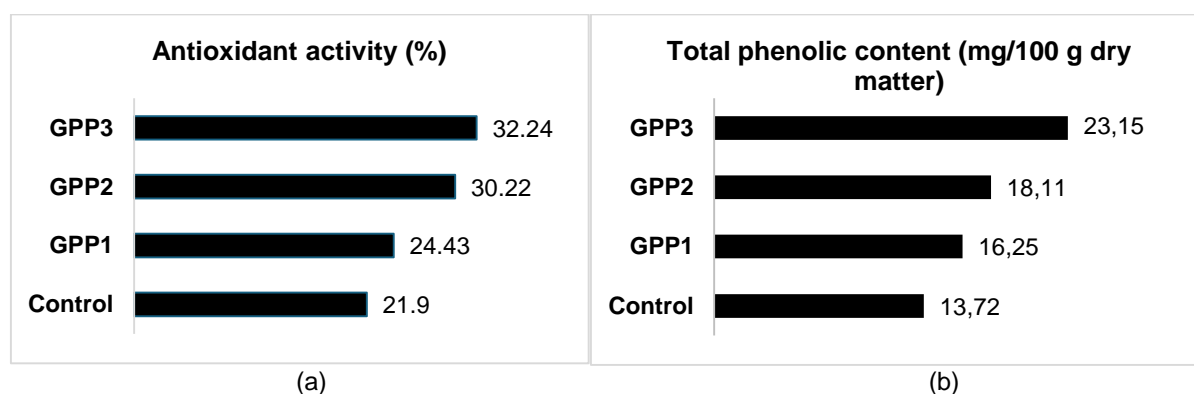 Antioxidant activity (%)
GPP3 32.24
GPP2 30.22
GPP1 24.43
Control 21.9
(a)
Total phenolic content (mg/100 g dry
matter)
GPP3 23,15
GPP2 18,11
GPP1 16,25
Control 13,72
(b)